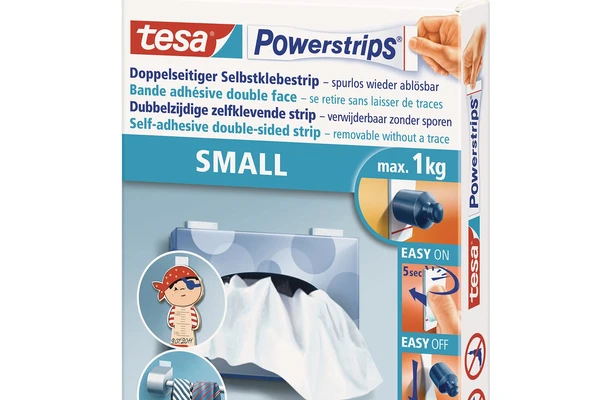 tesa Powerstrips®
Doppelseitiger Selbstklebestrip – spurlos wieder ablösbar
Bande adhésive double face – se retire sans laisser de traces
Dubbelzijdige zelfklevende strip – verwijderbaar zonder sporen
Self-adhesive double-sided strip – removable without a trace
SMALL
max. 1kg
EASY ON
5sec
EASY OFF
tesa Powerstrips®